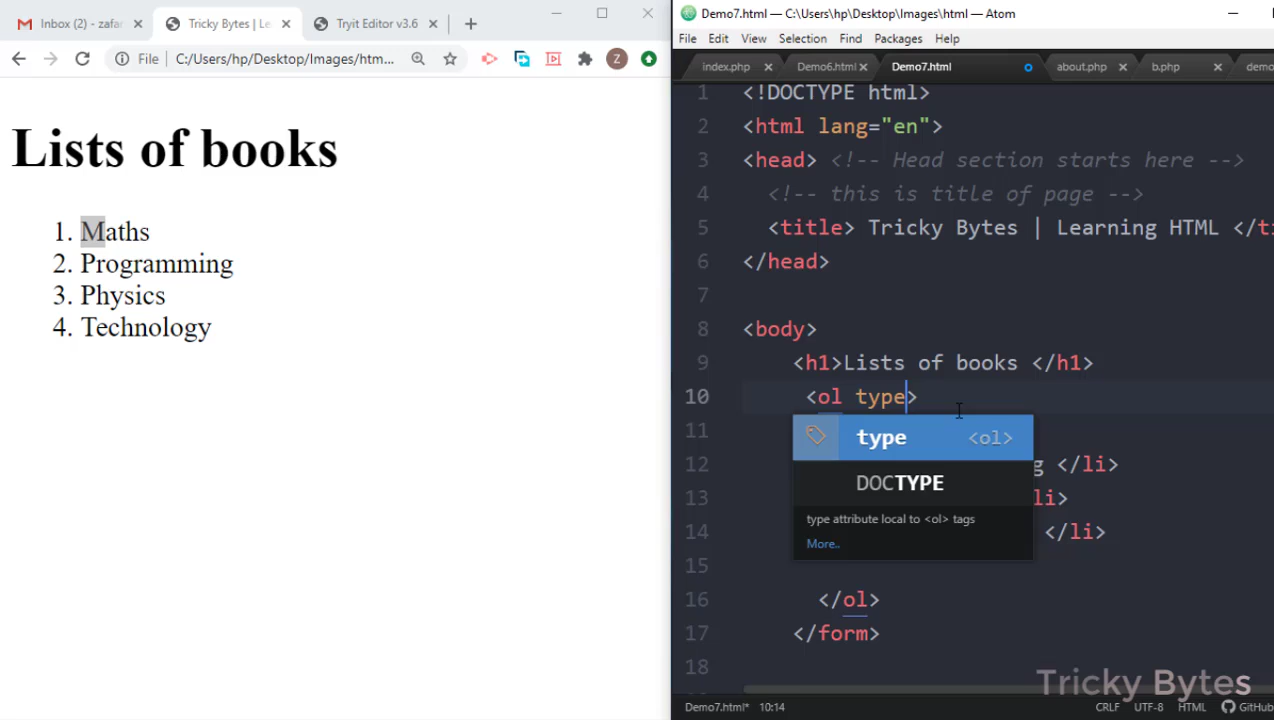 Inbox (2) - zafar
Tricky Bytes | Le
Tryit Editor v3.6
File
C:/Users/hp/Desktop/Images/htm...
Z
Lists of books
1. Maths
2. Programming
3. Physics
4. Technology
Demo7.html — C:\Users\hp\Desktop\Images\html — Atom
File Edit View Selection Find Packages Help
index.php
Demo6.html
Demo7.html
about.php
b.php
demo
1 <!DOCTYPE html>
2 <html lang="en">
3 <head> <!-- Head section starts here -->
4 <!-- this is title of page -->
5 <title> Tricky Bytes | Learning HTML </ti
6 </head>
7
8 <body>
9 <h1>Lists of books </h1>
10 <ol type>
type <ol>
DOCTYPE
type attribute local to <ol> tags
More..
11
12 g </li>
13 li>
14 </li>
15
16 </ol>
17 </form>
18
Tricky Bytes
Demo7.html* 10:14
CRLF UTF-8 HTML GitHub